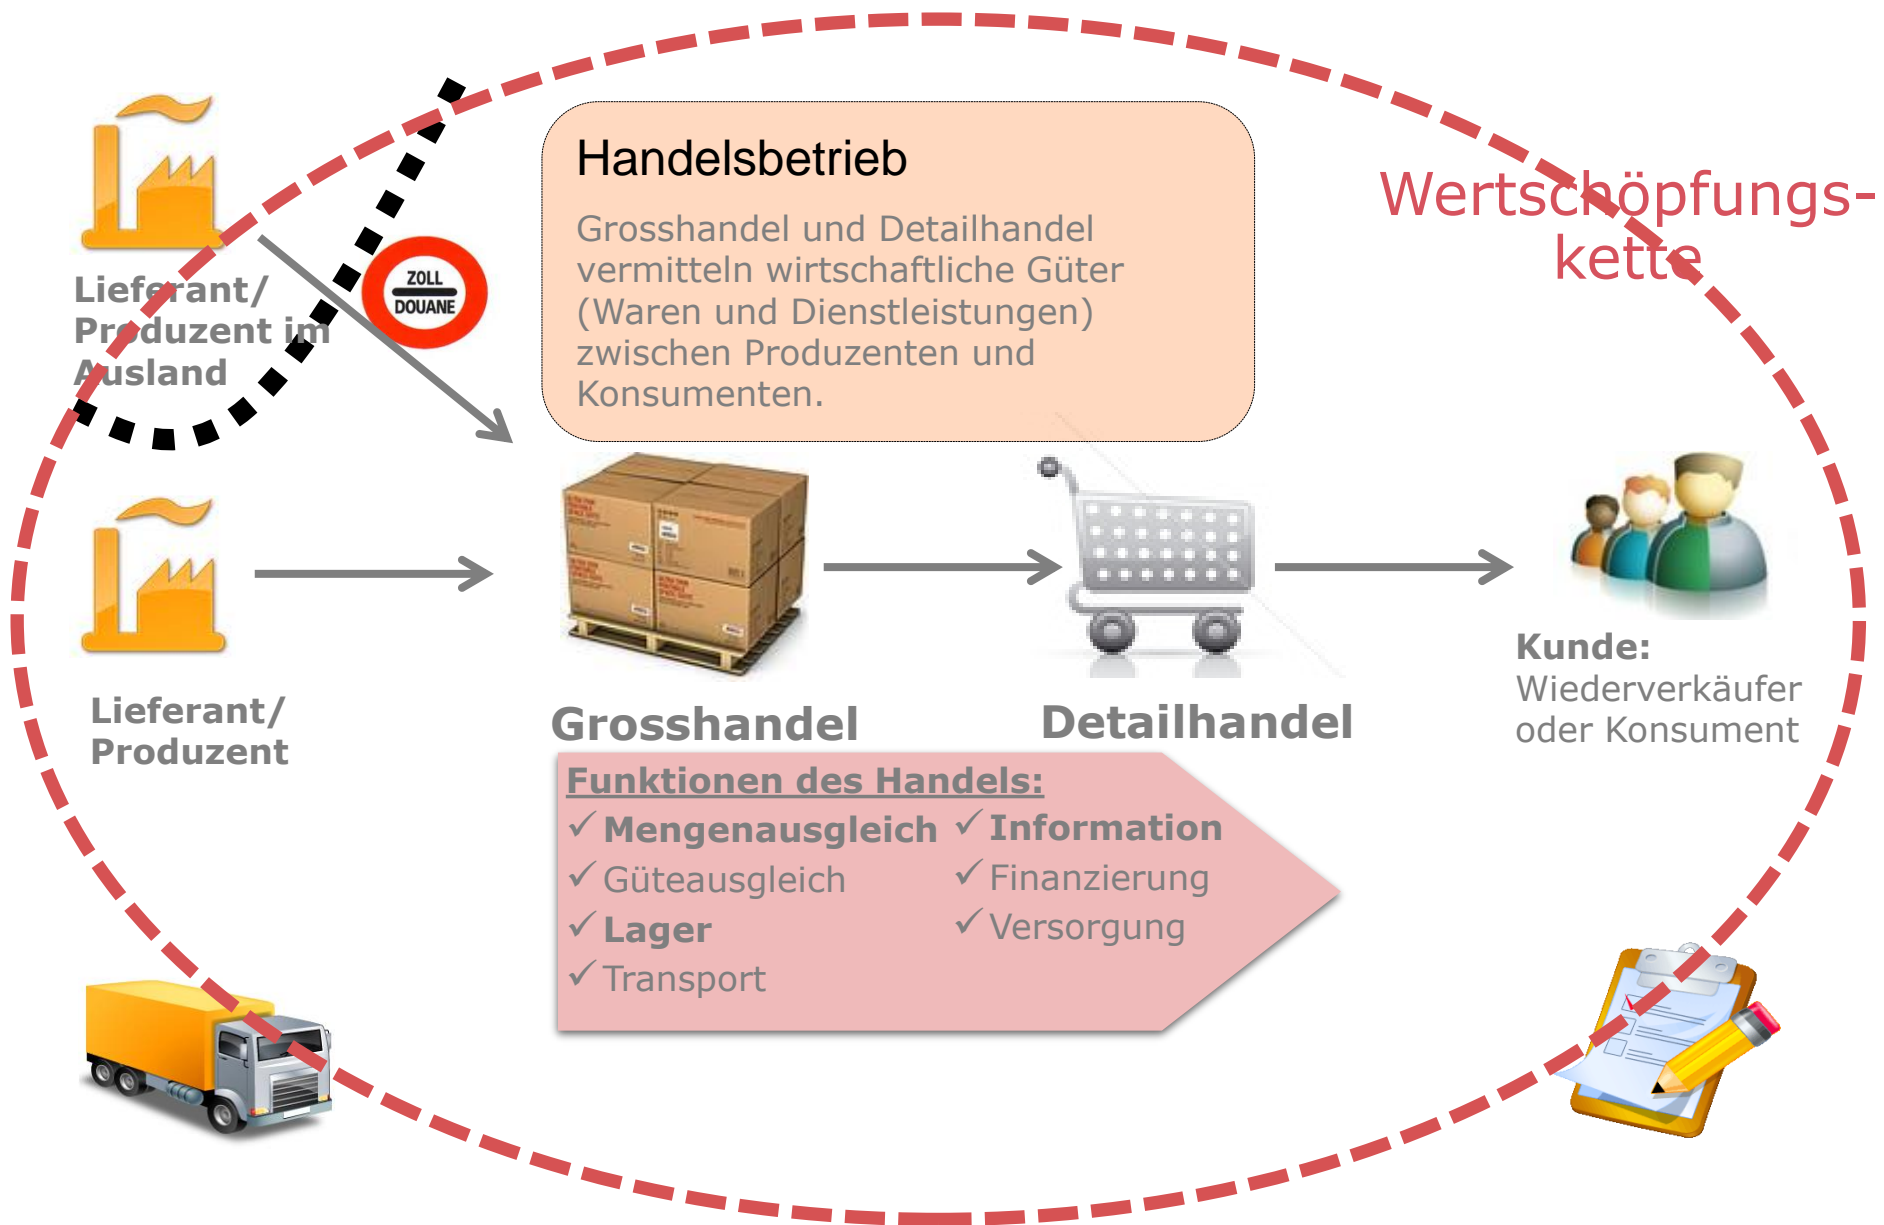 Handelsbetrieb
Grosshandel und Detailhandel
vermitteln wirtschaftliche Güter
(Waren und Dienstleistungen)
zwischen Produzenten und
Konsumenten.
Wertschöpfungs-
kette
ZOLL
DOUANE
Lieferant/
Produzent im
Ausland
Lieferant/
Produzent
Grosshandel
Detailhandel
Kunde:
Wiederverkäufer
oder Konsument
Funktionen des Handels:
✓ Mengenausgleich
✓ Güteausgleich
✓ Lager
✓ Transport
✓ Information
✓ Finanzierung
✓ Versorgung